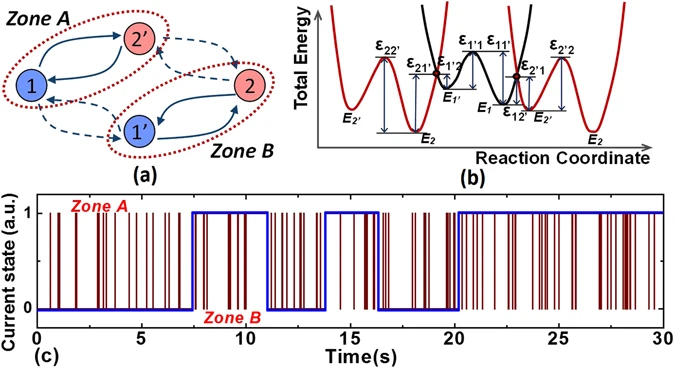 Zone A
2′
1
2
1′
Zone B
(a)
Total Energy
ε22′
ε21′
ε1′2
ε1′1
ε11′
ε2′1
ε2′2
E1′
E1
ε12′
E2′
E2
E2′
E2
Reaction Coordinate
(b)
Current state (a.u.)
1
0
Zone A
Zone B
0
5
10
15
20
25
30
(c)
Time(s)